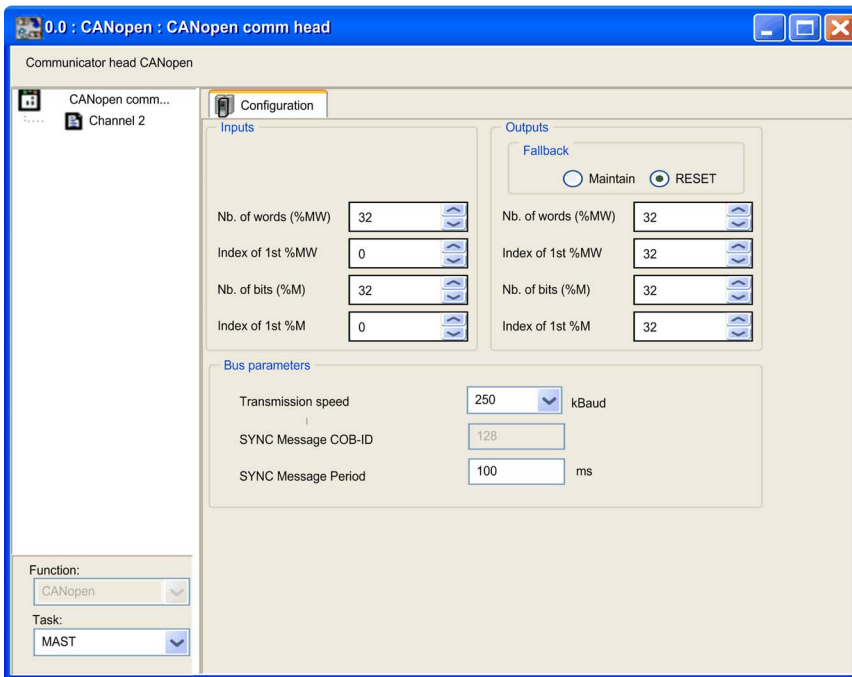 0.0 : CANopen : CANopen comm head
Communicator head CANopen
CANopen comm...
Channel 2
Configuration
Inputs
Nb. of words (%MW) 32
Index of 1st %MW 0
Nb. of bits (%M) 32
Index of 1st %M 0
Outputs
Fallback
Maintain RESET
Nb. of words (%MW) 32
Index of 1st %MW 32
Nb. of bits (%M) 32
Index of 1st %M 32
Bus parameters
Transmission speed 250 kBaud
SYNC Message COB-ID 128
SYNC Message Period 100 ms
Function:
CANopen
Task:
MAST